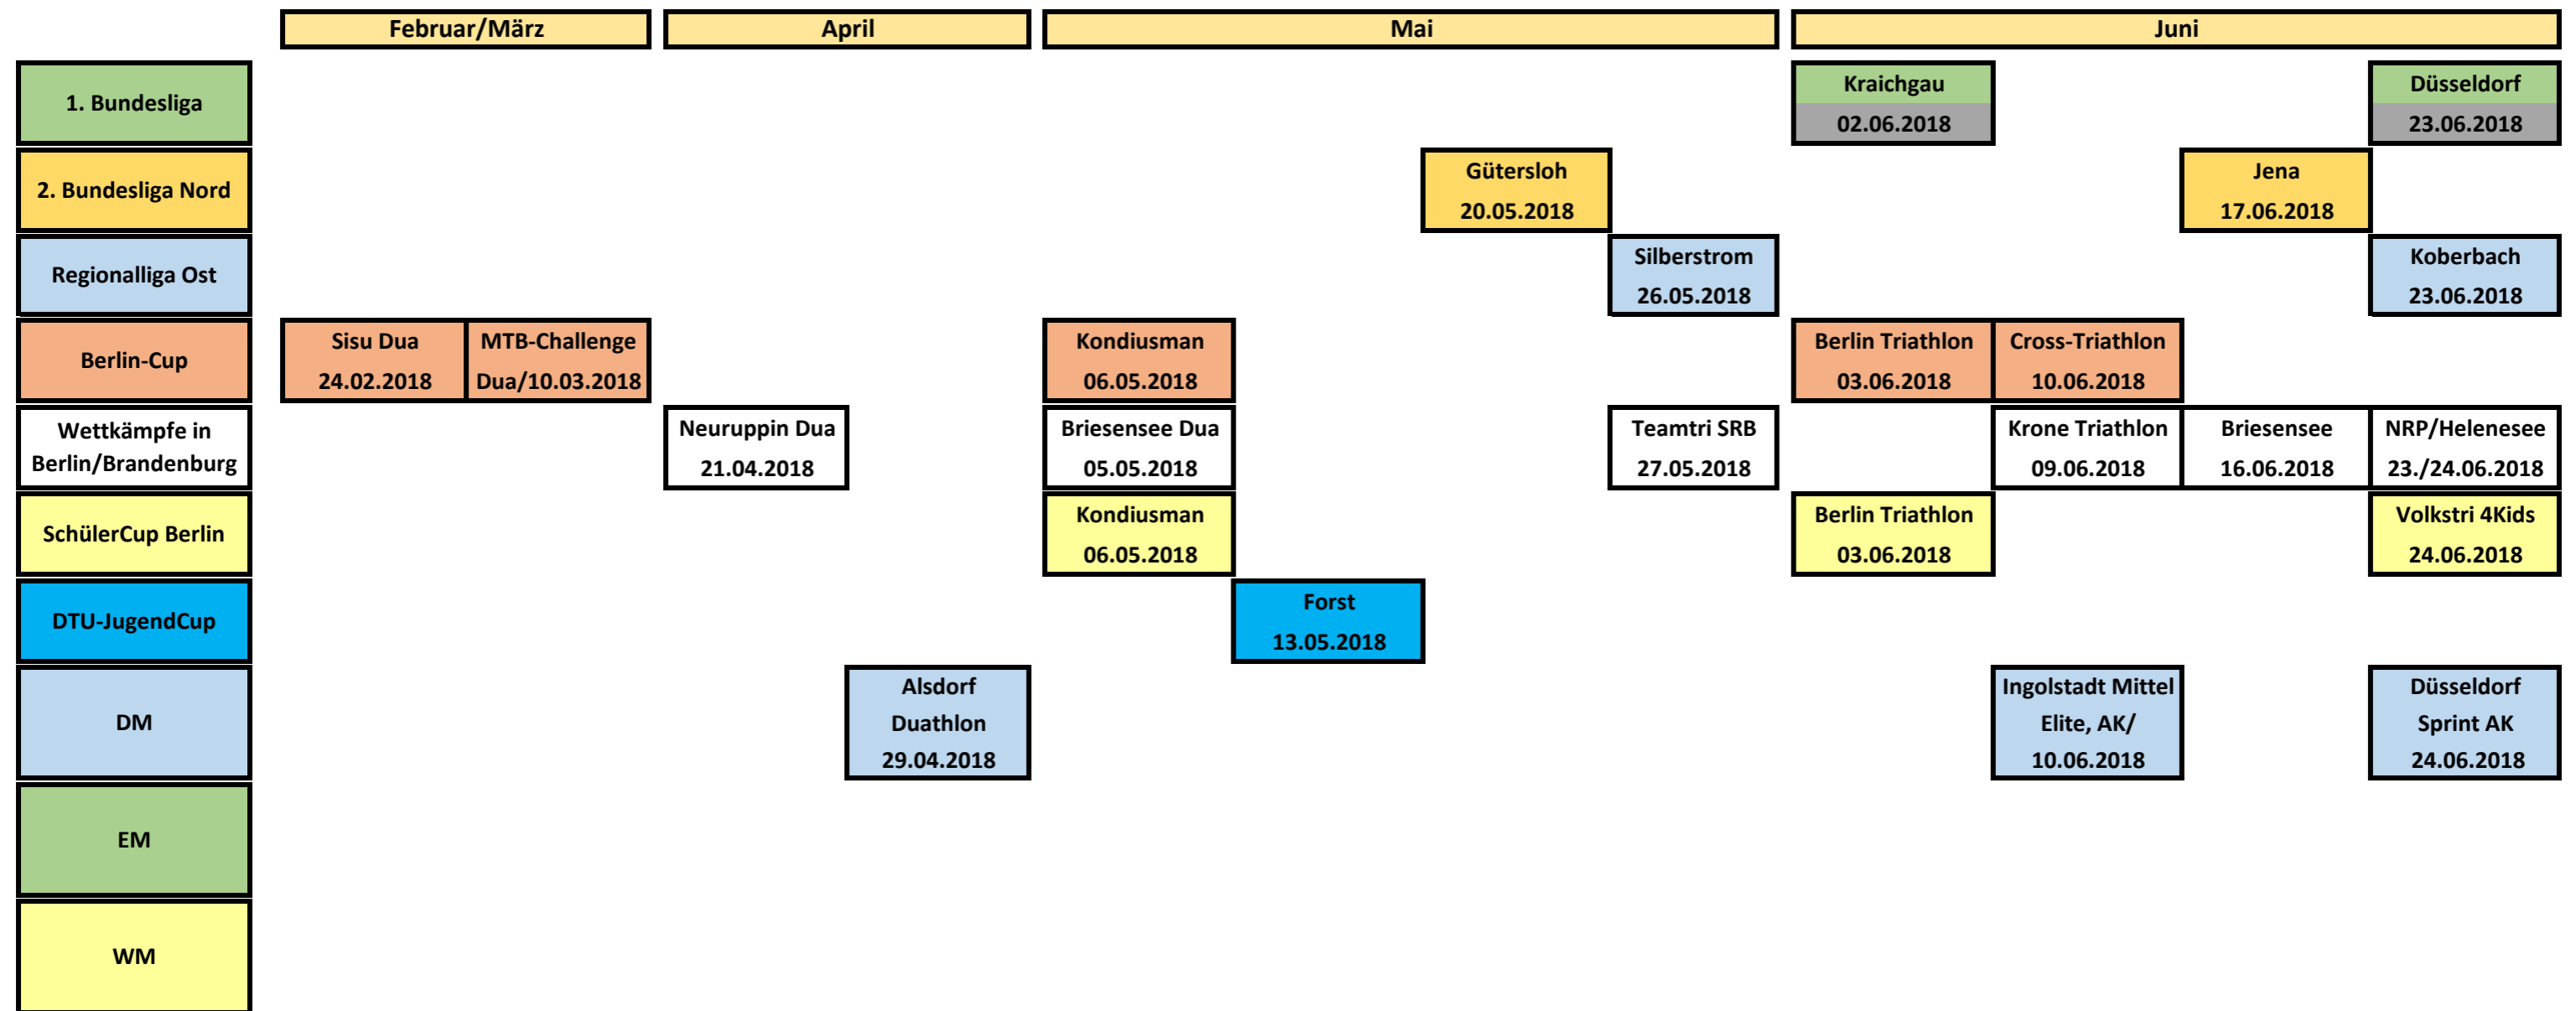 Februar/März
April
Mai
Juni
1. Bundesliga
Kraichgau
02.06.2018
Düsseldorf
23.06.2018
2. Bundesliga Nord
Gütersloh
20.05.2018
Jena
17.06.2018
Regionalliga Ost
Silberstrom
26.05.2018
Koberbach
23.06.2018
Berlin-Cup
Sisu Dua
24.02.2018
MTB-Challenge
Dua/10.03.2018
Kondiusman
06.05.2018
Berlin Triathlon
03.06.2018
Cross-Triathlon
10.06.2018
Wettkämpfe in
Berlin/Brandenburg
Neuruppin Dua
21.04.2018
Briesensee Dua
05.05.2018
Teamtri SRB
27.05.2018
Krone Triathlon
09.06.2018
Briesensee
16.06.2018
NRP/Helenesee
23./24.06.2018
SchülerCup Berlin
Kondiusman
06.05.2018
Berlin Triathlon
03.06.2018
Volkstri 4Kids
24.06.2018
DTU-JugendCup
Forst
13.05.2018
DM
Alsdorf
Duathlon
29.04.2018
Ingolstadt Mittel
Elite, AK/
10.06.2018
Düsseldorf
Sprint AK
24.06.2018
EM
WM